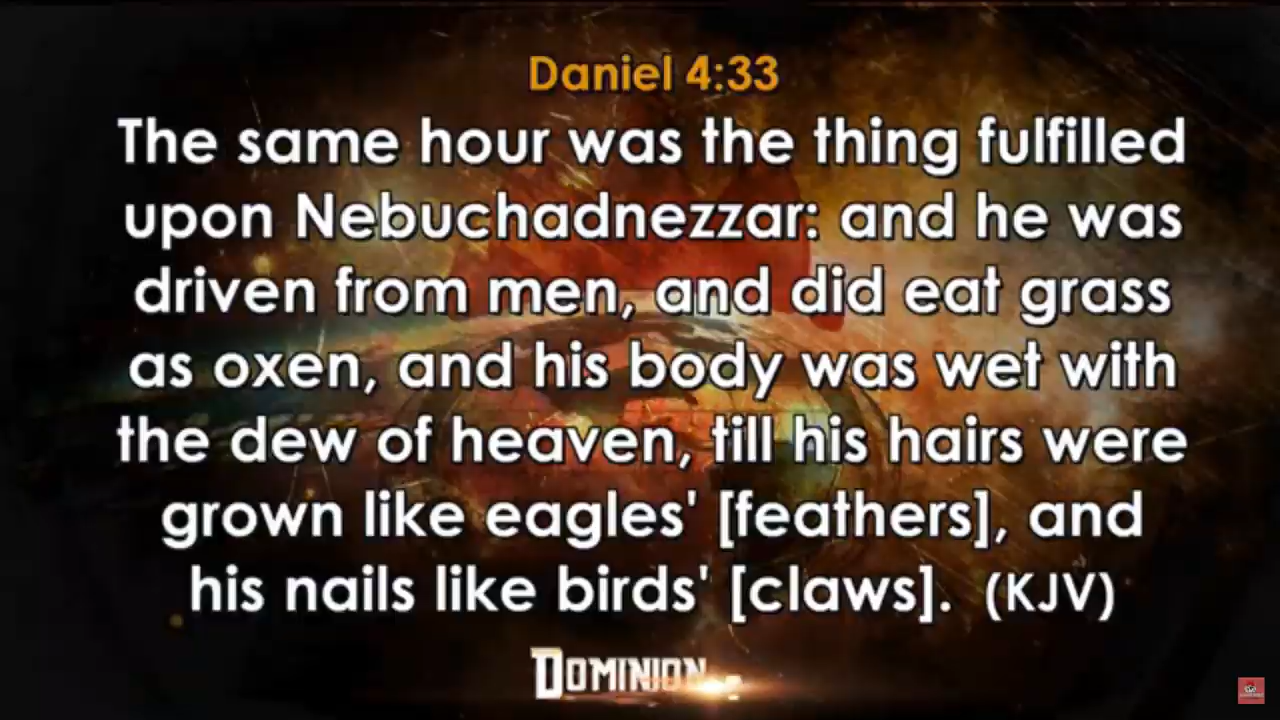 Daniel 4:33
The same hour was the thing fulfilled
upon Nebuchadnezzar: and he was
driven from men, and did eat grass
as oxen, and his body was wet with
the dew of heaven, till his hairs were
grown like eagles' [feathers], and
his nails like birds' [claws].  (KJV)
DOMINION